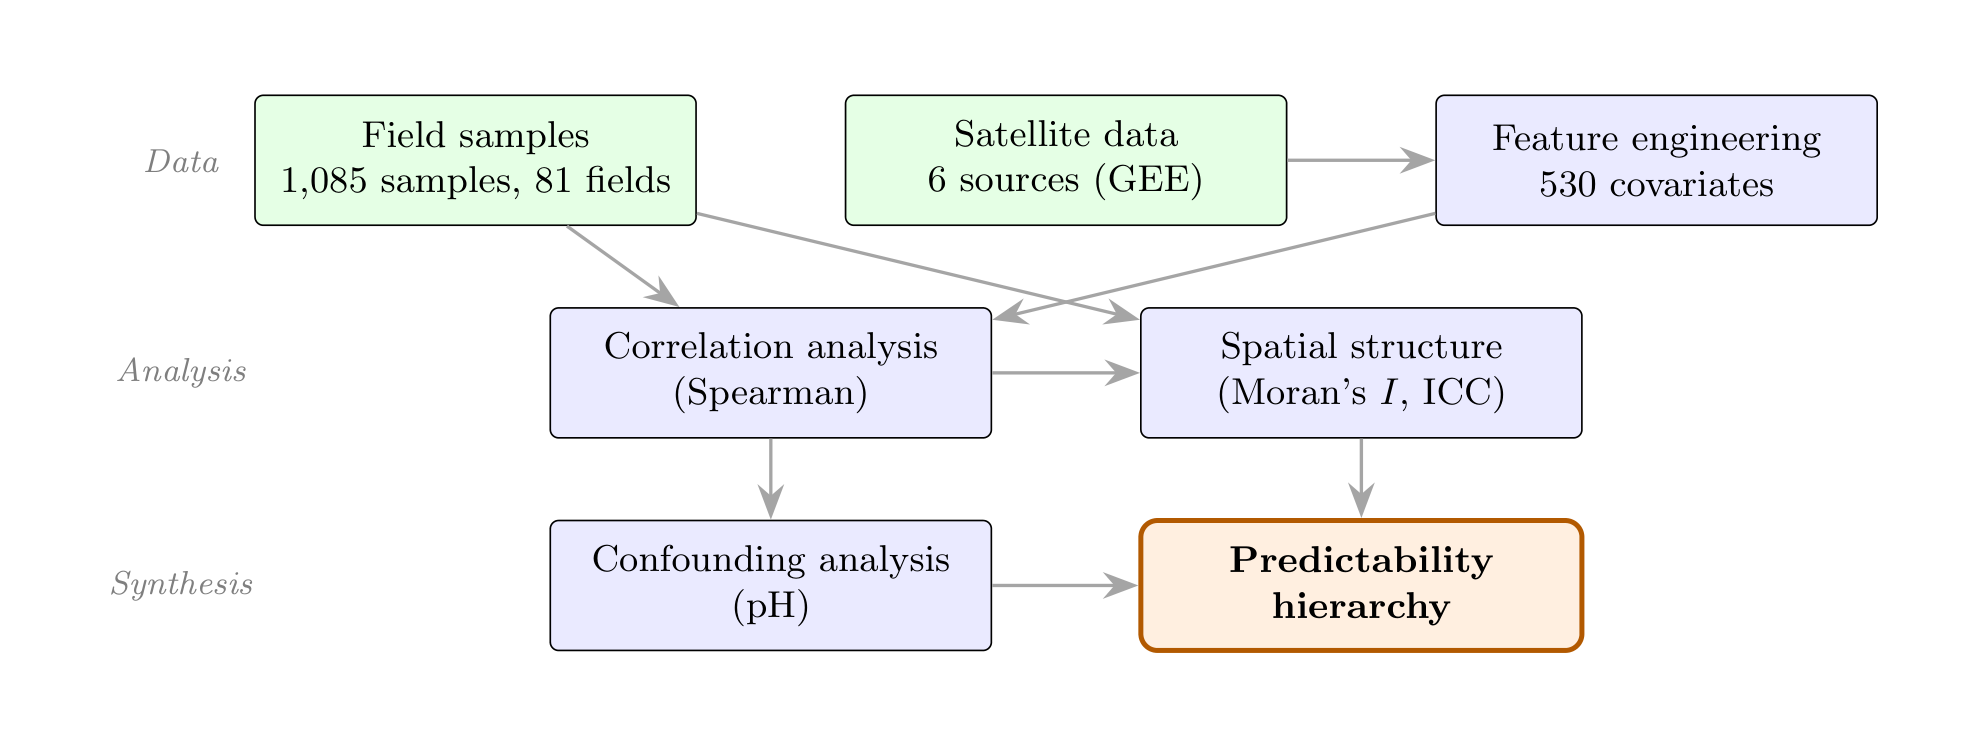 Data
Field samples
1,085 samples, 81 fields
Satellite data
6 sources (GEE)
Feature engineering
530 covariates
Analysis
Correlation analysis
(Spearman)
Spatial structure
(Moran's I, ICC)
Synthesis
Confounding analysis
(pH)
Predictability
hierarchy